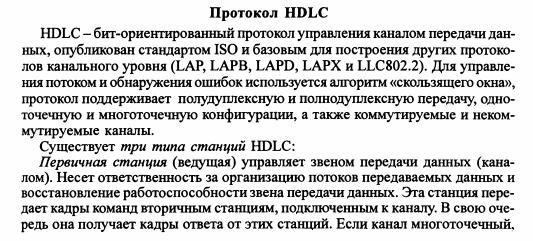 Протокол HDLC
HDLC – бит-ориентированный протокол управления каналом передачи дан-
ных, опубликован стандартом ISO и базовым для построения других протоко-
лов канального уровня (LAP, LAPB, LAPD, LAPX и LLC802.2). Для управле-
ния потоком и обнаружения ошибок используется алгоритм «скользящего окна»,
протокол поддерживает полудуплексную и полнодуплексную передачу, одно-
точечную и многоточечную конфигурации, а также коммутируемые и неком-
мутируемые каналы.
Существует три типа станций HDLC:
Первичная станция (ведущая) управляет звеном передачи данных (кана-
лом). Несет ответственность за организацию потоков передаваемых данных и
восстановление работоспособности звена передачи данных. Эта станция пере-
дает кадры команд вторичным станциям, подключенным к каналу. В свою оче-
редь она получает кадры ответа от этих станций. Если канал многоточечный,